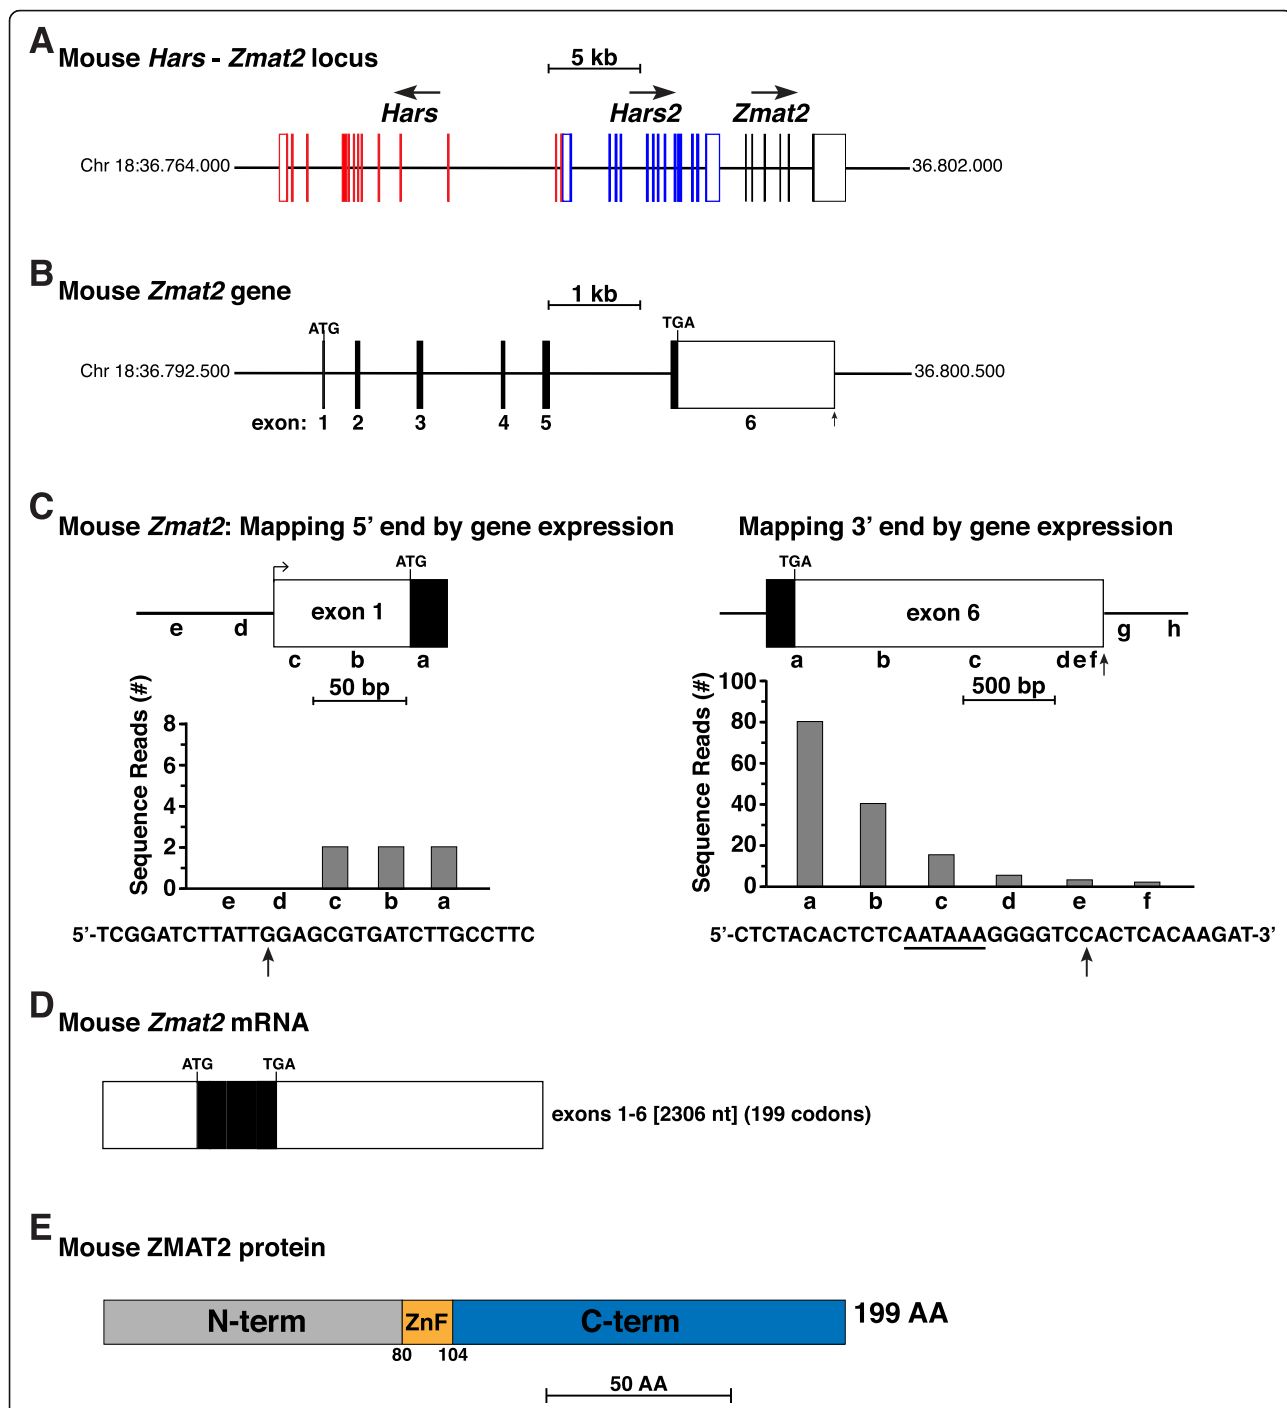 A
Mouse Hars - Zmat2 locus
5 kb
Hars Hars2 Zmat2
Chr 18:36.764.000 36.802.000
B
Mouse Zmat2 gene
1 kb
ATG TGA
Chr 18:36.792.500 36.800.500
exon: 1 2 3 4 5 6
C
Mouse Zmat2: Mapping 5’ end by gene expression
ATG
exon 1
e d
c b a
50 bp
Sequence Reads (#)
8
6
4
2
0
e d c b a
5’-TCGGATCTTATTGGAGCGTGATCTTGCCTTC
Mapping 3’ end by gene expression
TGA
exon 6
g h
a b c d e f
500 bp
Sequence Reads (#)
100
80
60
40
20
0
a b c d e f
5’-CTCTACACTCTCAATAAAGGGGTCCACTCACAAGAT-3’
D
Mouse Zmat2 mRNA
ATG TGA
exons 1-6 [2306 nt] (199 codons)
E
Mouse ZMAT2 protein
N-term ZnF C-term 199 AA
80 104
50 AA